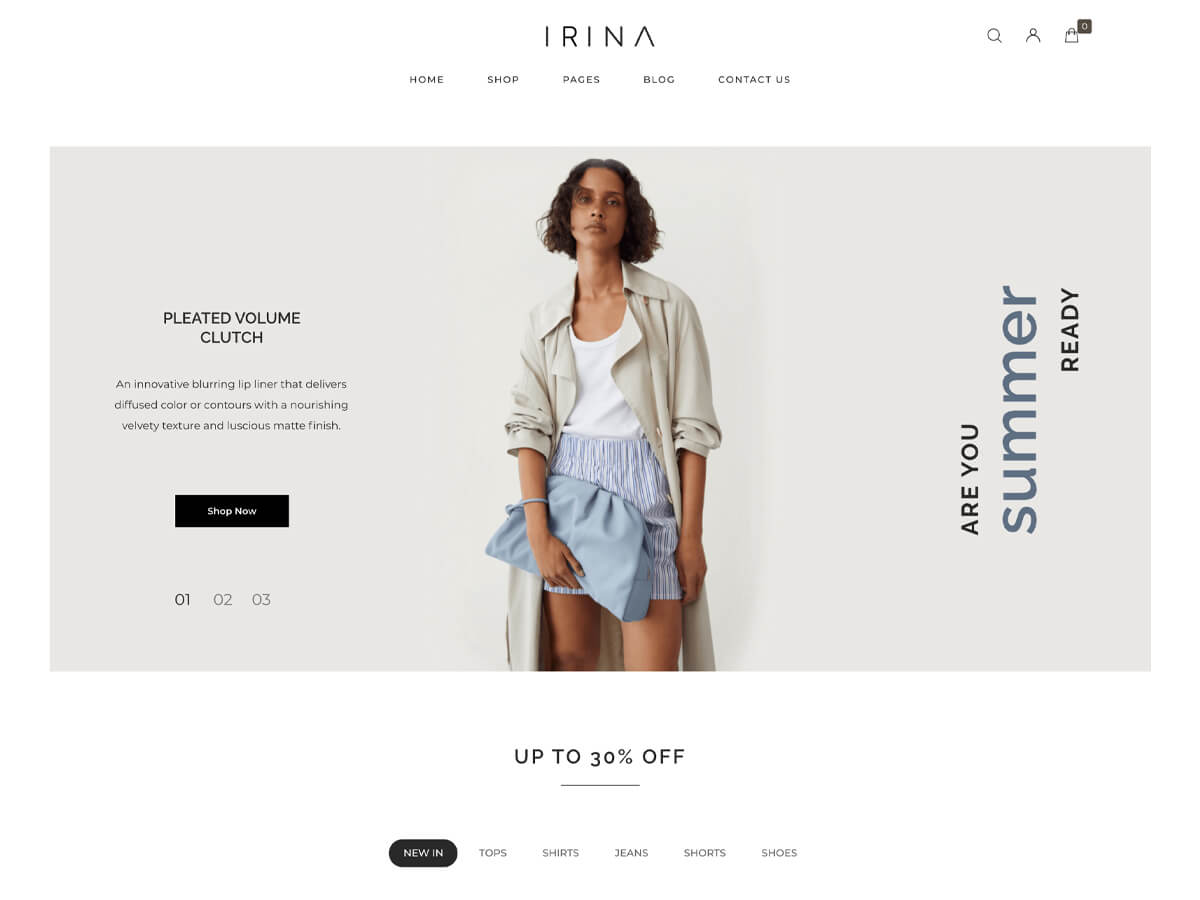 IRINA
0
HOME
SHOP
PAGES
BLOG
CONTACT US
PLEATED VOLUME
CLUTCH
An innovative blurring lip liner that delivers
diffused color or contours with a nourishing
velvety texture and luscious matte finish.
Shop Now
01
02
03
ARE YOU
summer
READY
UP TO 30% OFF
NEW IN
TOPS
SHIRTS
JEANS
SHORTS
SHOES